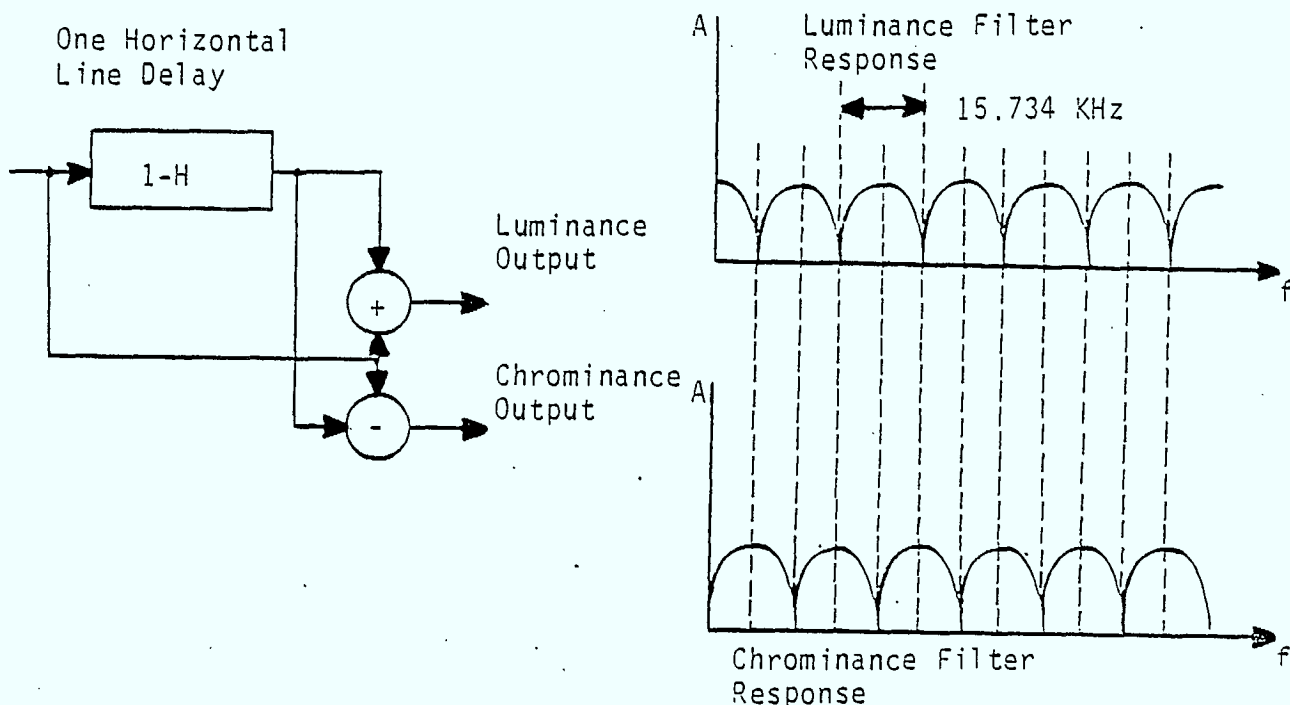 One Horizontal
Line Delay
1-H
+
-
Luminance
Output
Chrominance
Output
A
Luminance Filter
Response
15.734 KHz
f
A
f
Chrominance Filter
Response